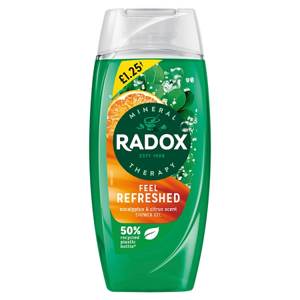 £1.25
MINERAL
RADOX
ESTD 1908
THERAPY
FEEL
REFRESHED
eucalyptus & citrus scent
SHOWER GEL
50%
recycled
plastic
bottle*